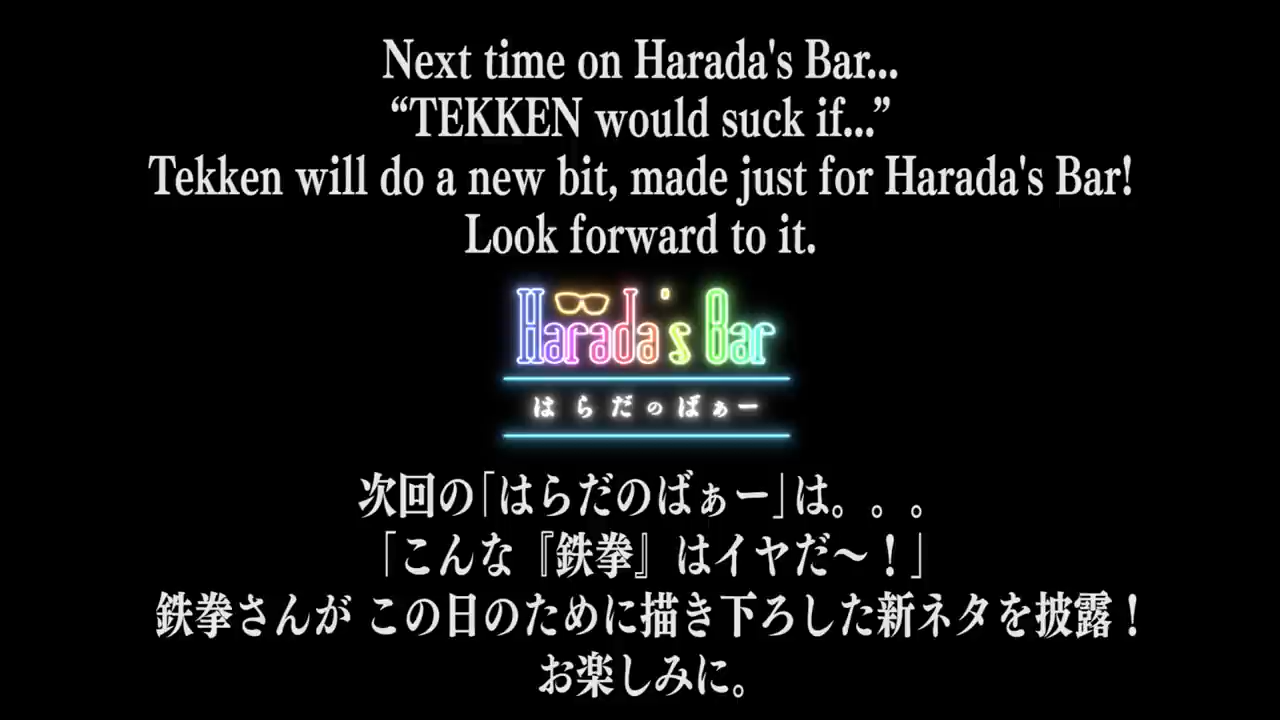 Next time on Harada's Bar...
“TEKKEN would suck if...”
Tekken will do a new bit, made just for Harada's Bar!
Look forward to it.
Harada's Bar
はらだのばぁー
次回の「はらだのばぁー」は。。。
「こんな『鉄拳』はイヤだ～！」
鉄拳さんが この日のために描き下ろした新ネタを披露！
お楽しみに。